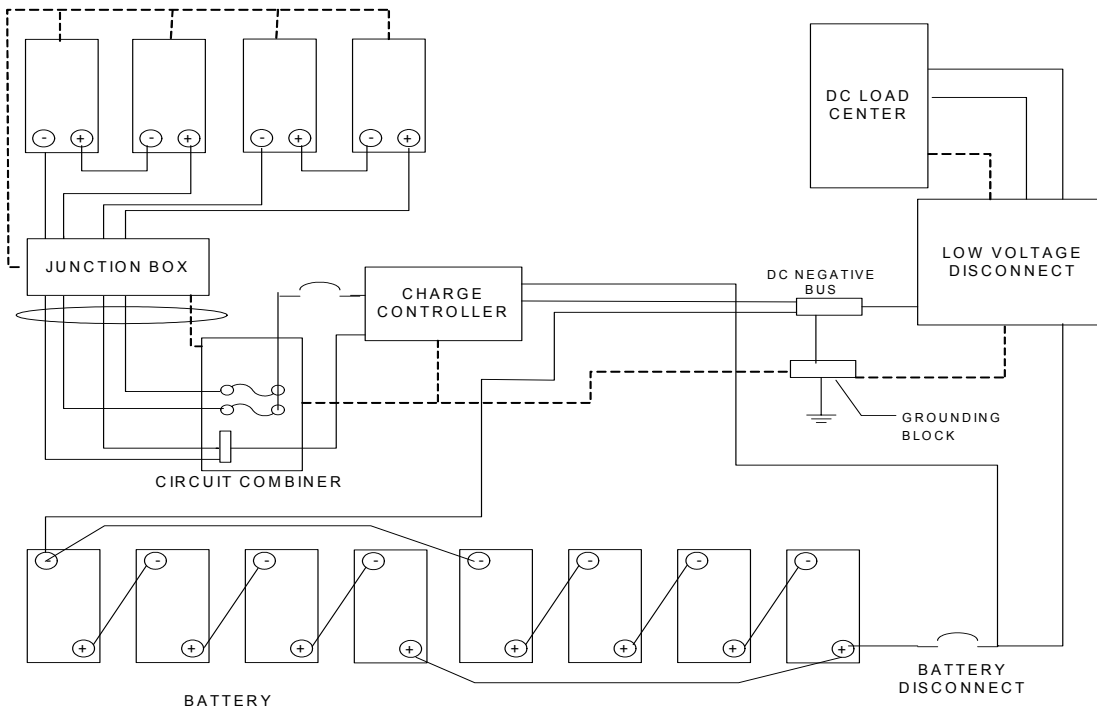 - + - + - + - +
DC LOAD
CENTER
JUNCTION BOX
CHARGE
CONTROLLER
DC NEGATIVE
BUS
LOW VOLTAGE
DISCONNECT
GROUNDING
BLOCK
CIRCUIT COMBINER
- - - - - - - -
+ + + + + + + +
BATTERY
BATTERY
DISCONNECT